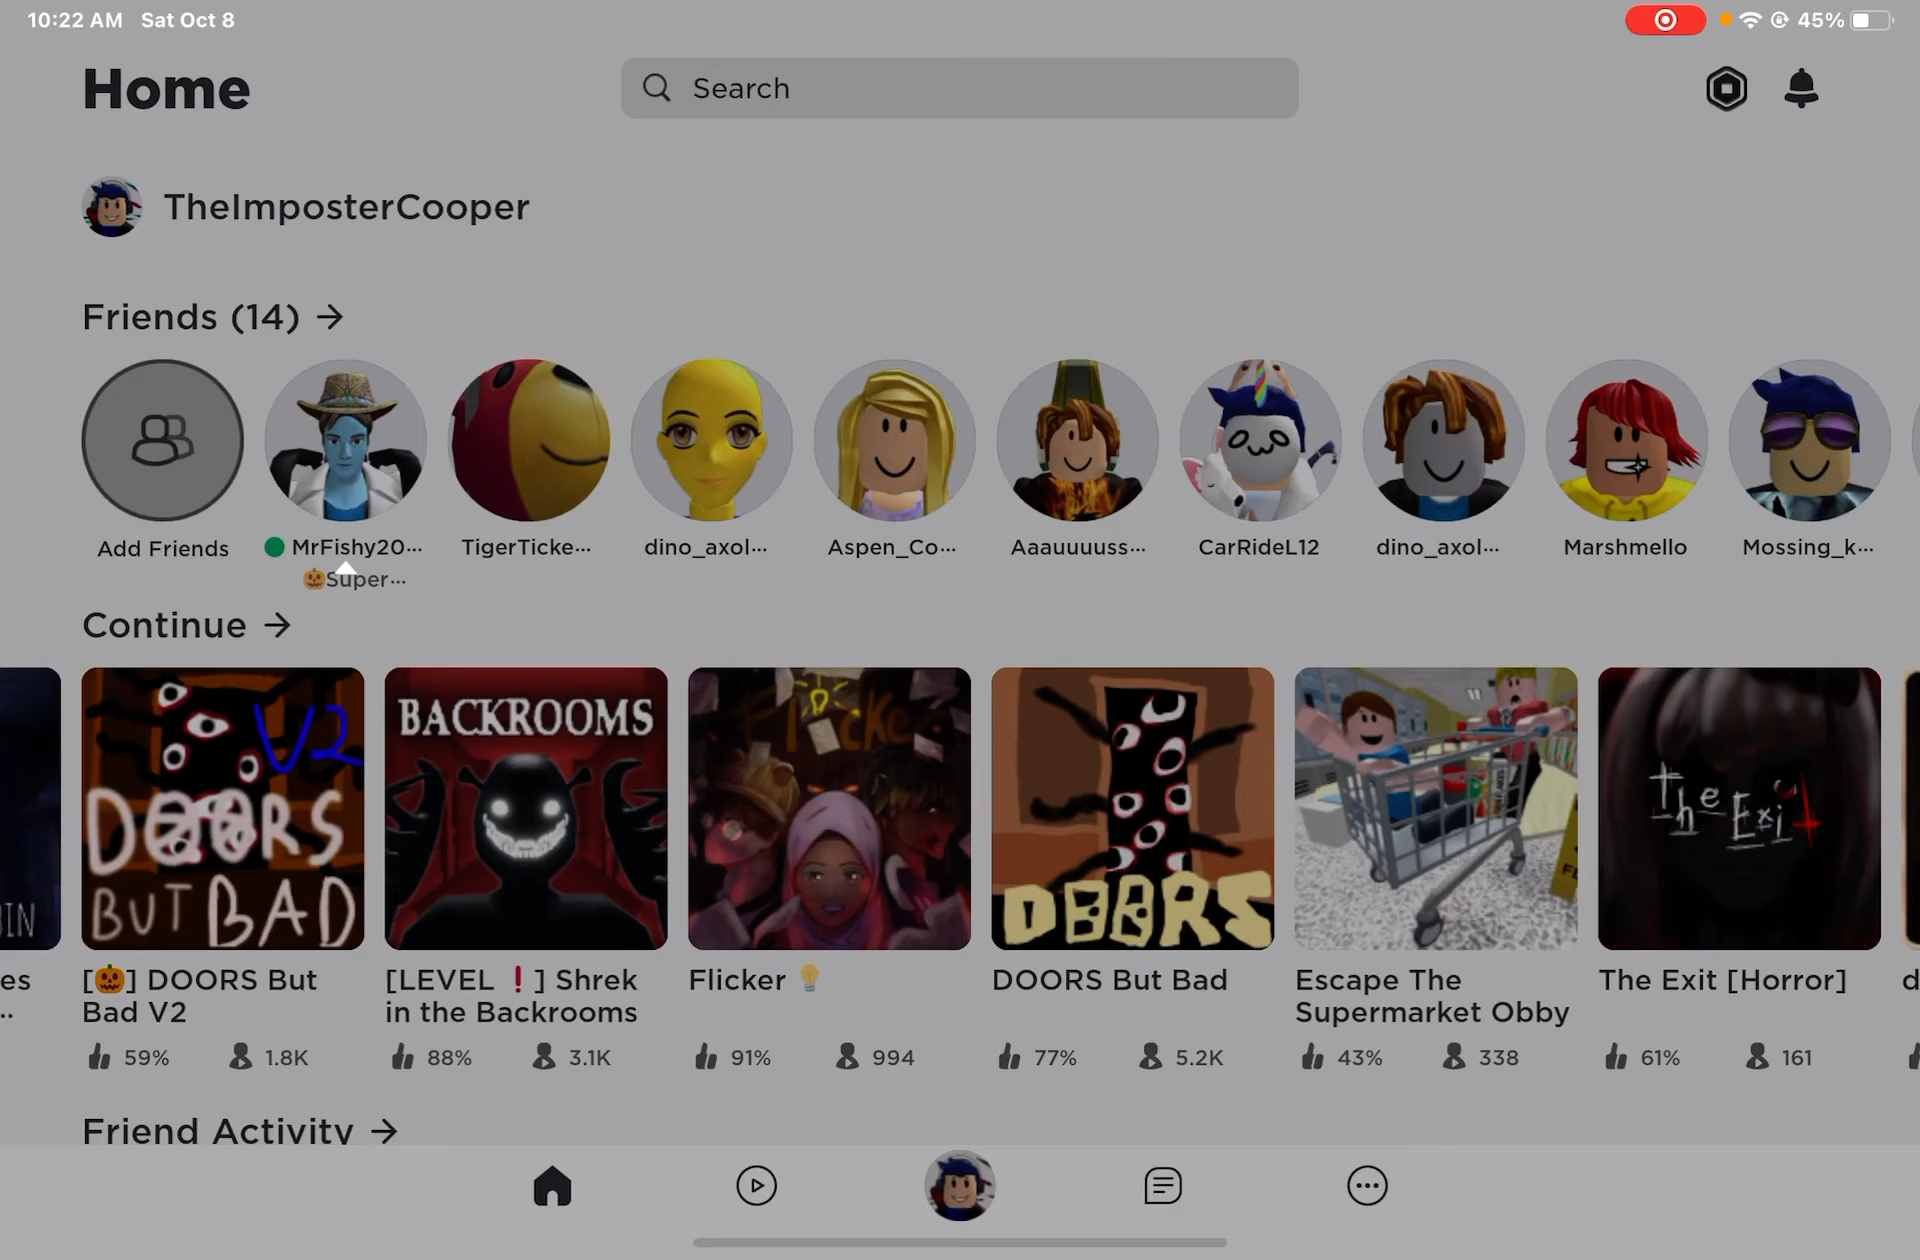 10:22 AM Sat Oct 8
45%
Home
Search
TheImposterCooper
Friends (14) →
Add Friends
MrFishy20...
TigerTicke...
dino_axol...
Aspen_Co...
Aaauuuuss...
CarRideL12
dino_axol...
Marshmello
Mossing_k...
🎃Super...
Continue →
V2
DOORS
BUT BAD
BACKROOMS
Flicker
DOORS
the Exit
es
..
[🎃] DOORS But
Bad V2
[LEVEL ❗] Shrek
in the Backrooms
Flicker 💡
DOORS But Bad
Escape The
Supermarket Obby
The Exit [Horror]
d
59% 1.8K
88% 3.1K
91% 994
77% 5.2K
43% 338
61% 161
Friend Activity →